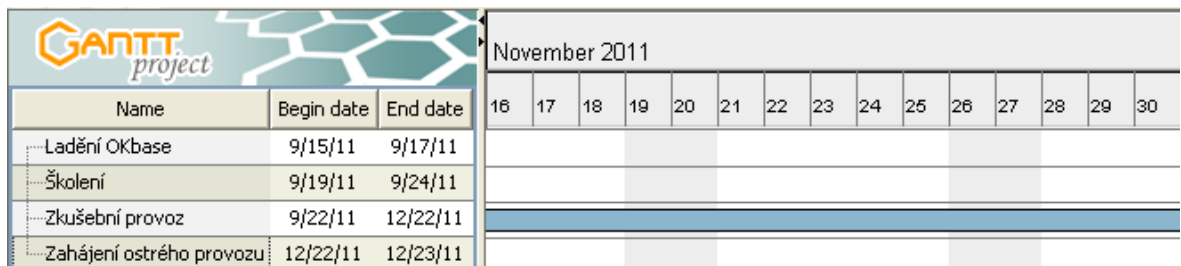 GANTT
project
November 2011
Name Begin date End date 16 17 18 19 20 21 22 23 24 25 26 27 28 29 30
Ladění OKbase 9/15/11 9/17/11
Školení 9/19/11 9/24/11
Zkušební provoz 9/22/11 12/22/11
Zahájení ostrého provozu 12/22/11 12/23/11